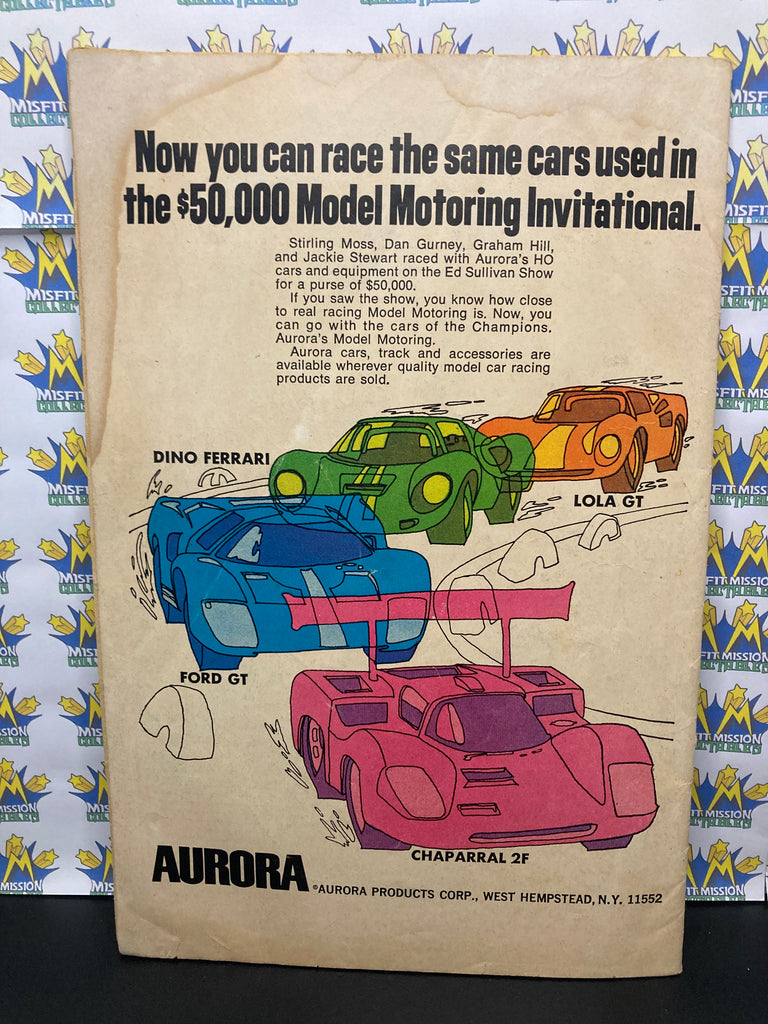 Now you can race the same cars used in
the $50,000 Model Motoring Invitational.
Stirling Moss, Dan Gurney, Graham Hill,
and Jackie Stewart raced with Aurora's HO
cars and equipment on the Ed Sullivan Show
for a purse of $50,000.
If you saw the show, you know how close
to real racing Model Motoring is. Now, you
can go with the cars of the Champions.
Aurora's Model Motoring.
Aurora cars, track and accessories are
available wherever quality model car racing
products are sold.
DINO FERRARI
LOLA GT
FORD GT
CHAPARRAL 2F
AURORA
©AURORA PRODUCTS CORP., WEST HEMPSTEAD, N.Y. 11552